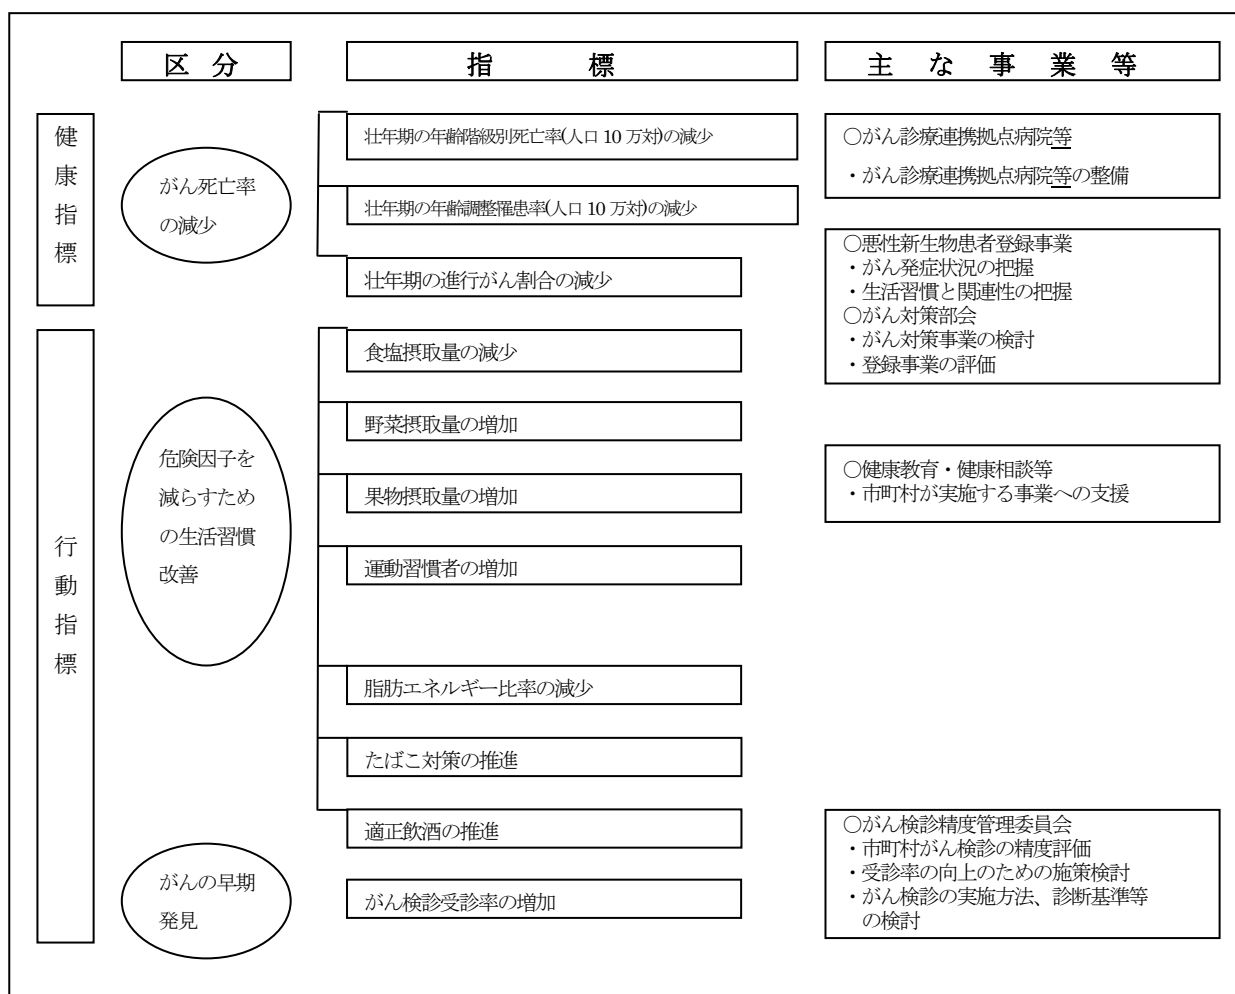 区 分
指 標
主 な 事 業 等
健康指標
がん死亡率
の減少
壮年期の年齢階級別死亡率(人口 10 万対)の減少
壮年期の年齢調整罹患率(人口 10 万対)の減少
壮年期の進行がん割合の減少
○がん診療連携拠点病院等
・がん診療連携拠点病院等の整備
○悪性新生物患者登録事業
・がん発症状況の把握
・生活習慣と関連性の把握
○がん対策部会
・がん対策事業の検討
・登録事業の評価
行動指標
危険因子を
減らすため
の生活習慣
改善
食塩摂取量の減少
野菜摂取量の増加
果物摂取量の増加
運動習慣者の増加
脂肪エネルギー比率の減少
たばこ対策の推進
適正飲酒の推進
○健康教育・健康相談等
・市町村が実施する事業への支援
がんの早期
発見
がん検診受診率の増加
○がん検診精度管理委員会
・市町村がん検診の精度評価
・受診率の向上のための施策検討
・がん検診の実施方法、診断基準等
の検討